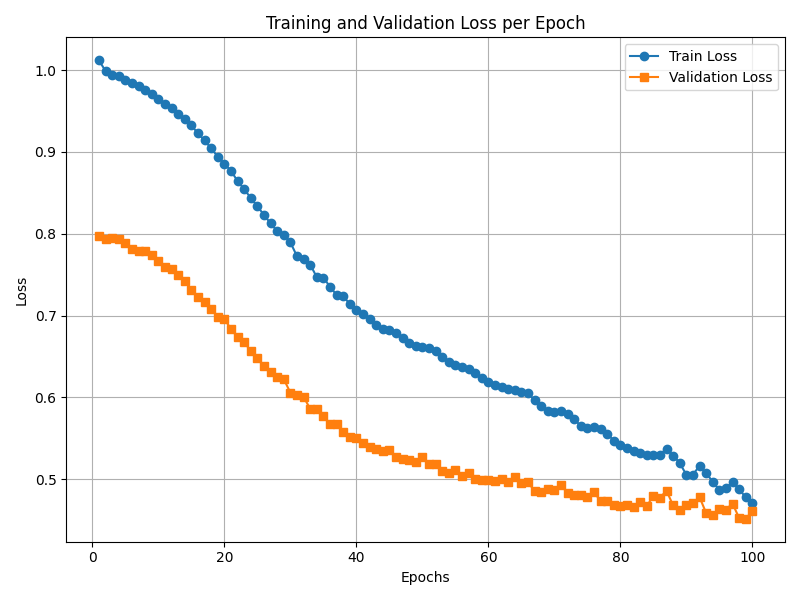 Training and Validation Loss per Epoch
Train Loss
Validation Loss
1.0
0.9
0.8
0.7
0.6
0.5
Loss
0 20 40 60 80 100
Epochs